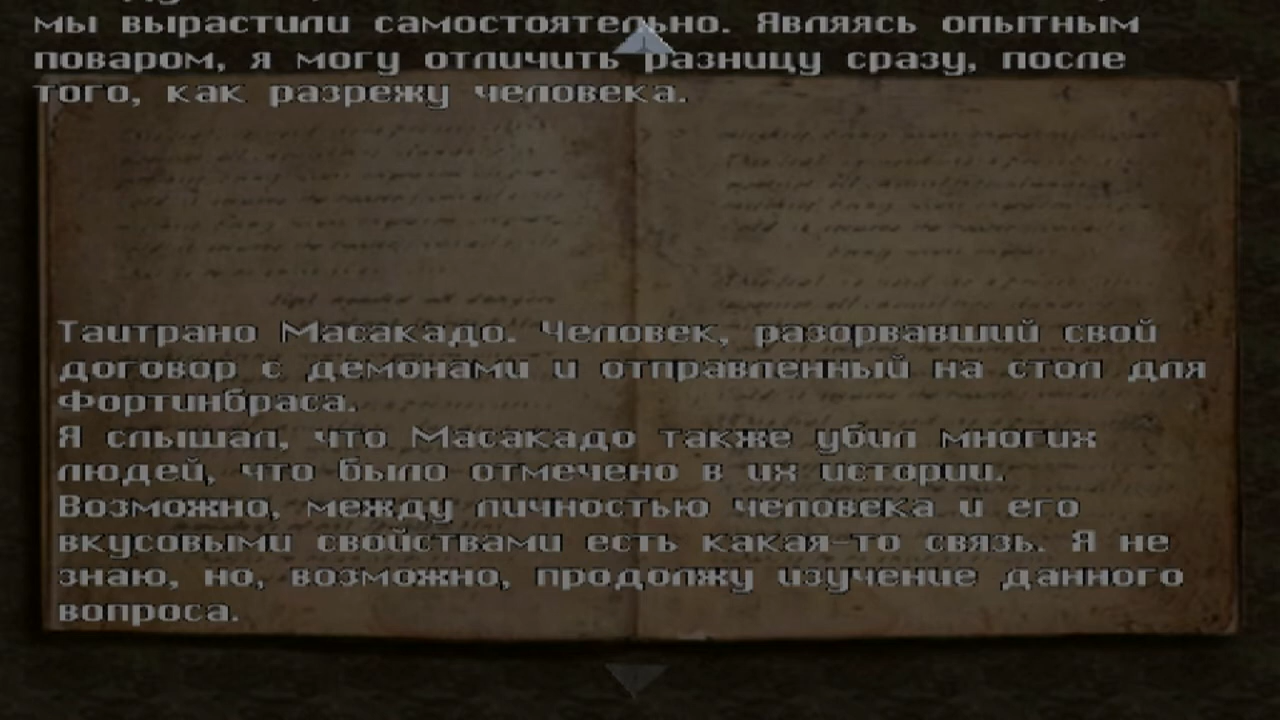 мы вырастили самостоятельно. Являясь опытным
поваром, я могу отличить разницу сразу, после
того, как разрежу человека.
Таитрано Масакадо. Человек, разорвавший свой
договор с демонами и отправленный на стол для
Фортинбраса.
Я слышал, что Масакадо также убил многих
людей, что было отмечено в их истории.
Возможно, между личностью человека и его
вкусовыми свойствами есть какая-то связь. Я не
знаю, но, возможно, продолжу изучение данного
вопроса.